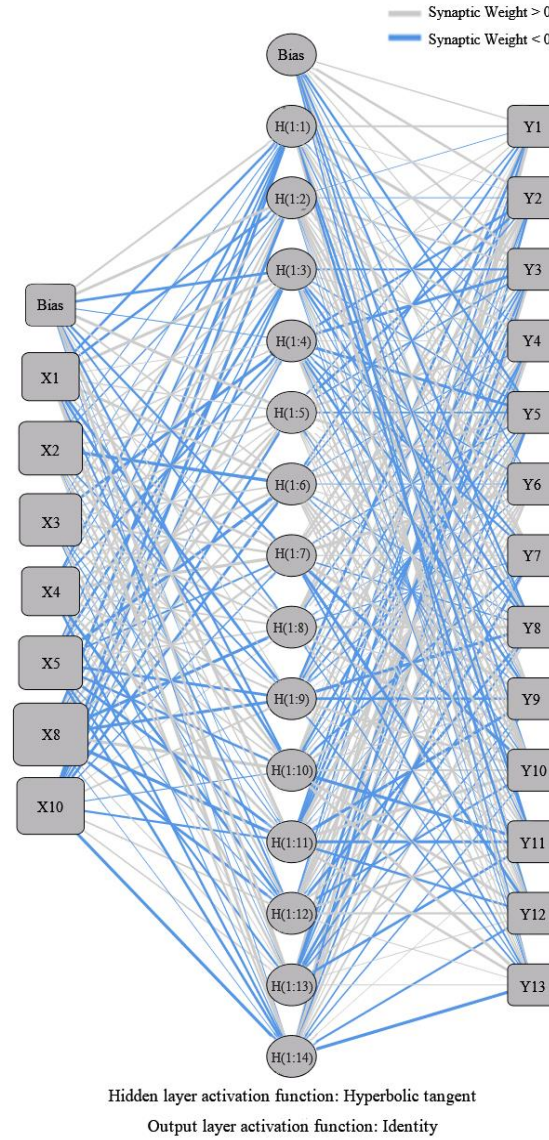 Synaptic Weight > 0
Synaptic Weight < 0
Bias
H(1:1)
H(1:2)
H(1:3)
H(1:4)
H(1:5)
H(1:6)
H(1:7)
H(1:8)
H(1:9)
H(1:10)
H(1:11)
H(1:12)
H(1:13)
H(1:14)
Bias
X1
X2
X3
X4
X5
X8
X10
Y1
Y2
Y3
Y4
Y5
Y6
Y7
Y8
Y9
Y10
Y11
Y12
Y13
Hidden layer activation function: Hyperbolic tangent
Output layer activation function: Identity